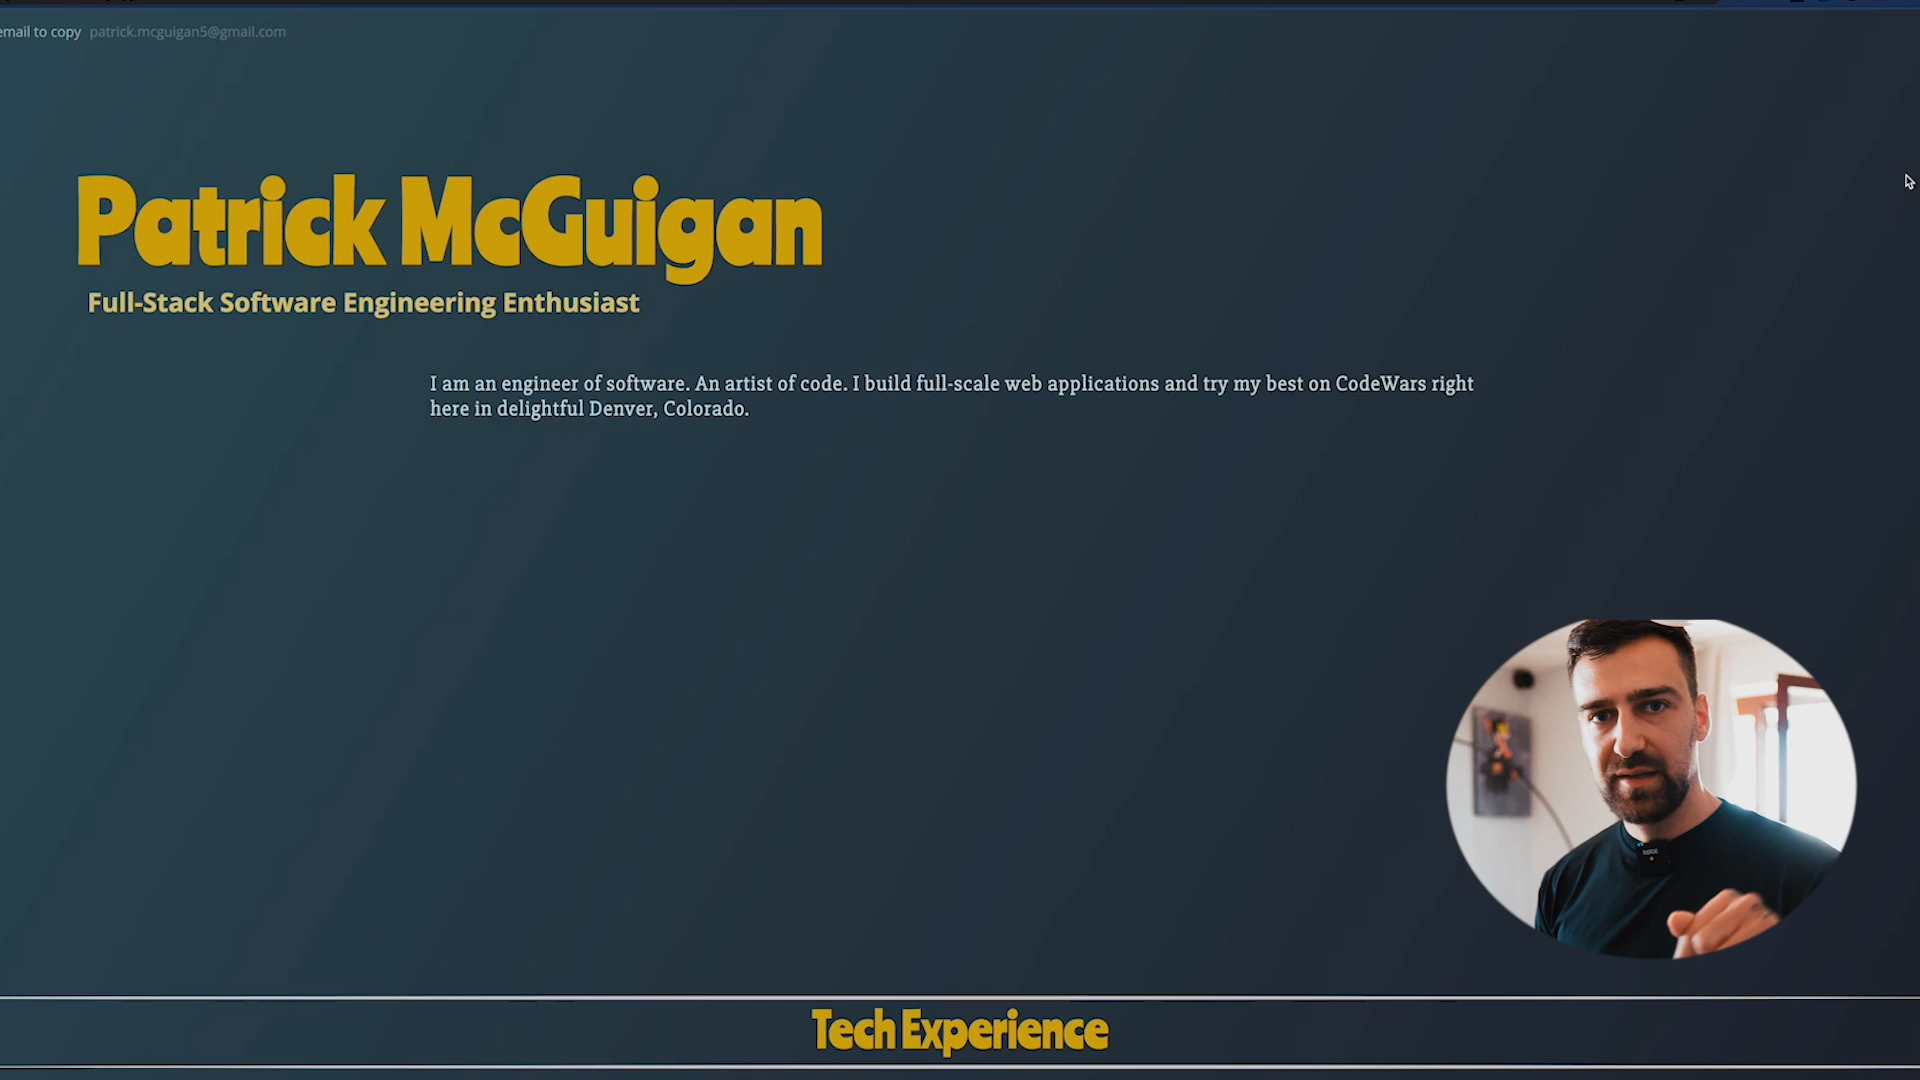 email to copy patrick.mcguigan5@gmail.com
Patrick McGuigan
Full-Stack Software Engineering Enthusiast
I am an engineer of software. An artist of code. I build full-scale web applications and try my best on CodeWars right
here in delightful Denver, Colorado.
Tech Experience